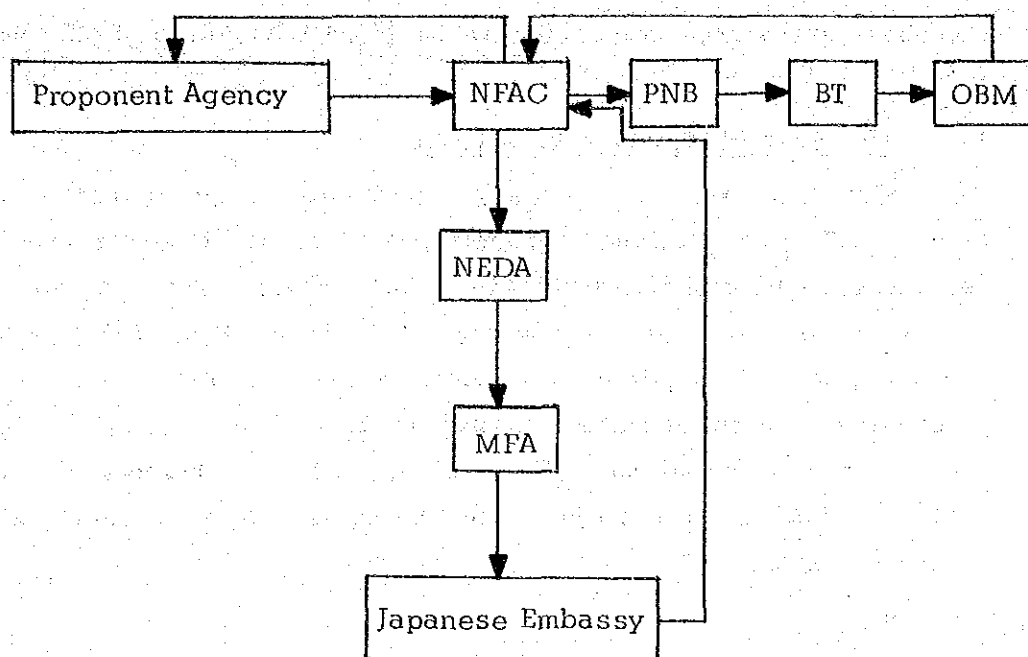 Proponent Agency
NFAC
PNB
BT
OBM
NEDA
MFA
Japanese Embassy